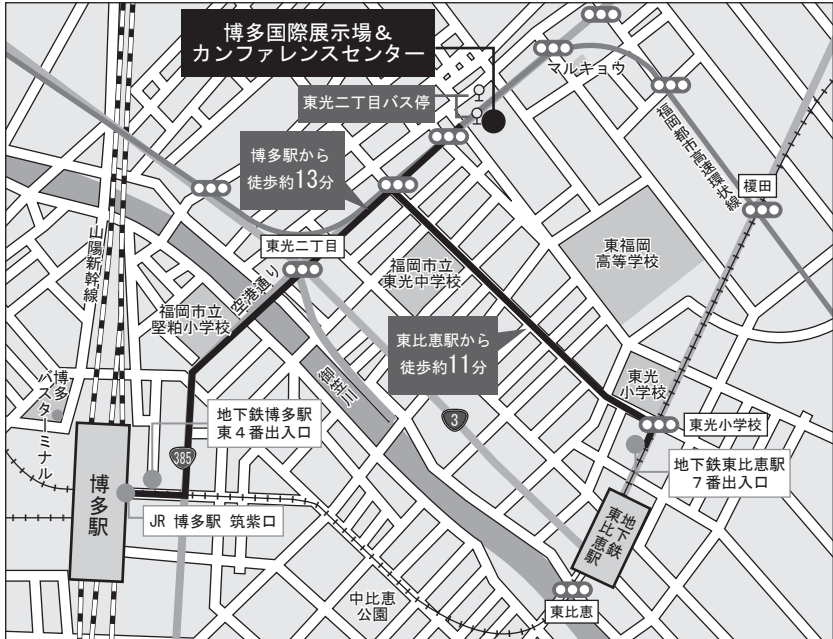 博多国際展示場&
カンファレンスセンター
マルキョウ
東光二丁目バス停
福岡都市高速環状線
博多駅から
徒歩約13分
榎田
山陽新幹線
東光二丁目
福岡市立
東光中学校
東福岡
高等学校
空港通り
福岡市立
堅粕小学校
東比恵駅から
徒歩約11分
御笠川
東光
小学校
博多
バスターミナル
地下鉄博多駅
東4番出入口
3
東光小学校
385
地下鉄東比恵駅
7番出入口
博多駅
JR 博多駅 筑紫口
地下鉄
東比恵駅
中比恵
公園
東比恵